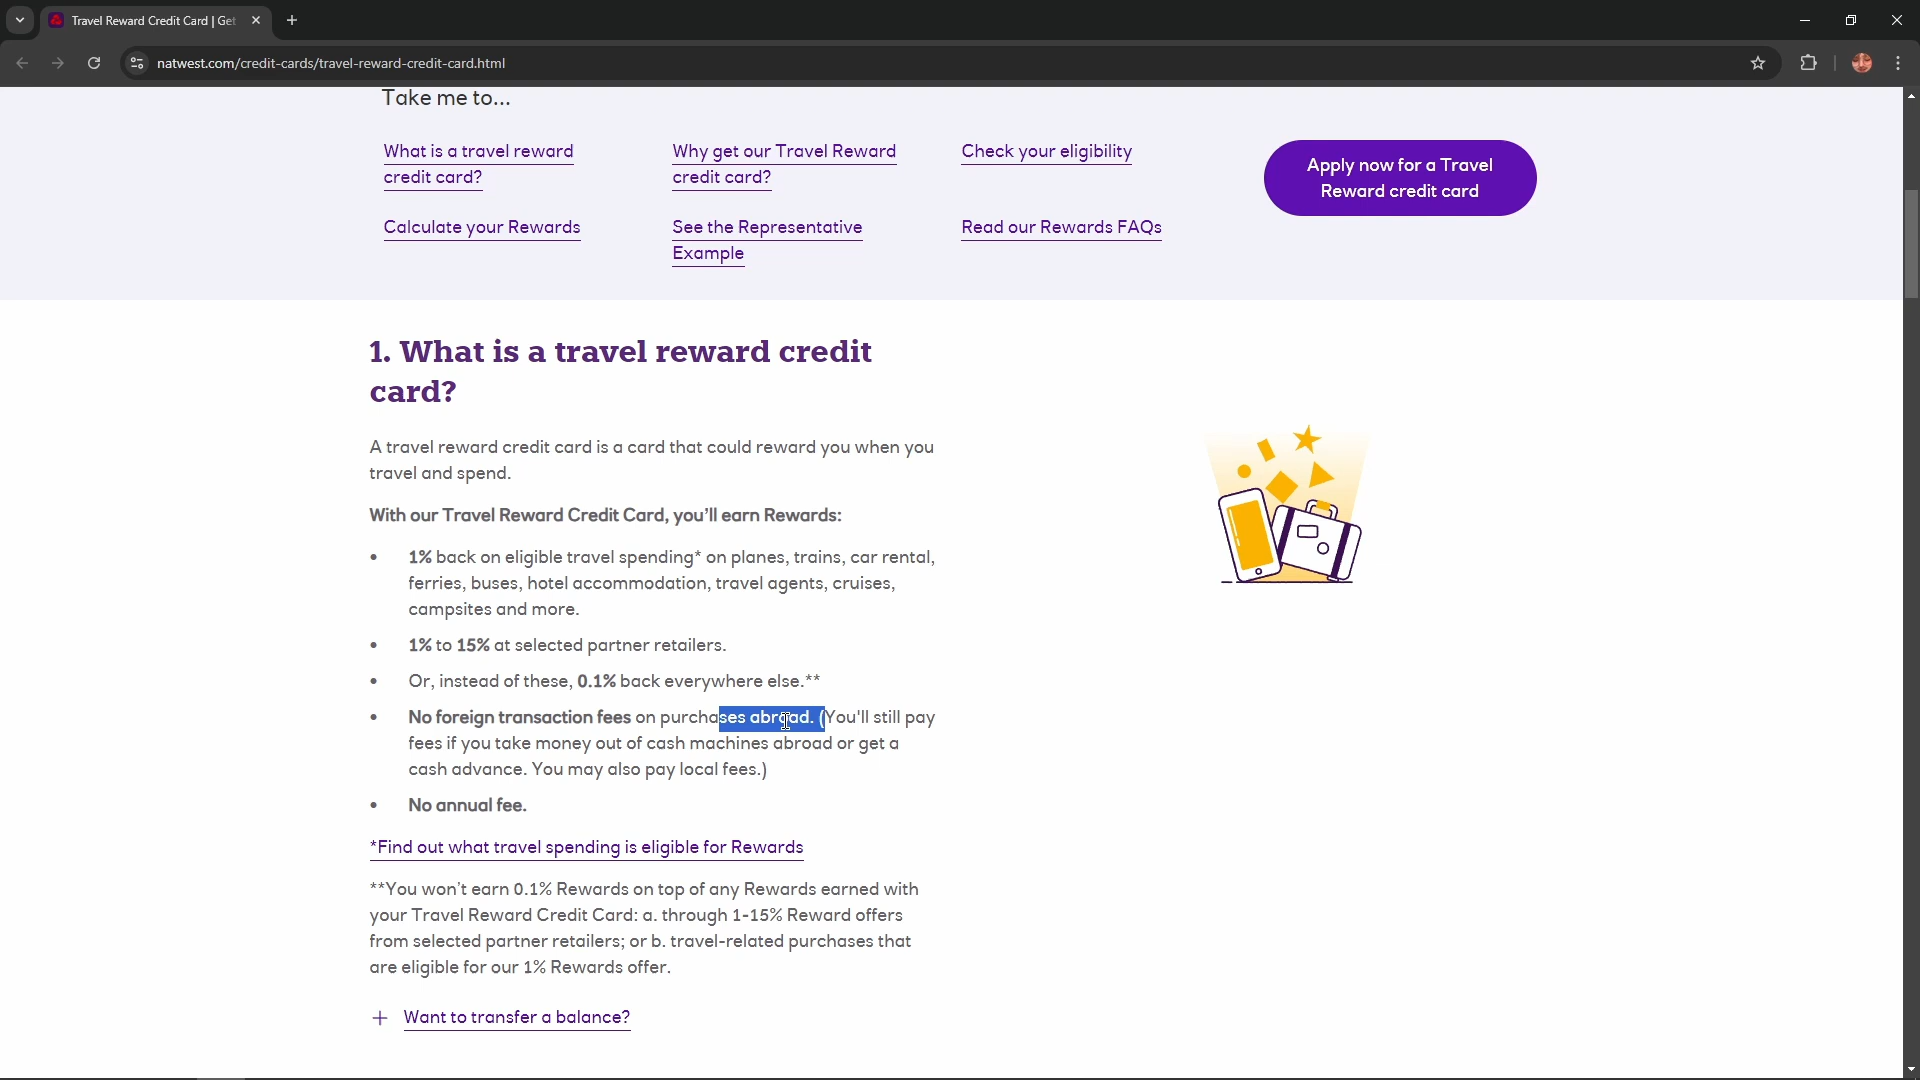 Travel Reward Credit Card | Get
natwest.com/credit-cards/travel-reward-credit-card.html
Take me to...
What is a travel reward credit card?
Why get our Travel Reward credit card?
Check your eligibility
Apply now for a Travel
Reward credit card
Calculate your Rewards
See the Representative Example
Read our Rewards FAQs
1. What is a travel reward credit
card?
A travel reward credit card is a card that could reward you when you
travel and spend.
With our Travel Reward Credit Card, you’ll earn Rewards:
• 1% back on eligible travel spending* on planes, trains, car rental,
ferries, buses, hotel accommodation, travel agents, cruises,
campsites and more.
• 1% to 15% at selected partner retailers.
• Or, instead of these, 0.1% back everywhere else.**
• No foreign transaction fees on purchases abroad. (You'll still pay
fees if you take money out of cash machines abroad or get a
cash advance. You may also pay local fees.)
• No annual fee.
*Find out what travel spending is eligible for Rewards
**You won’t earn 0.1% Rewards on top of any Rewards earned with
your Travel Reward Credit Card: a. through 1-15% Reward offers
from selected partner retailers; or b. travel-related purchases that
are eligible for our 1% Rewards offer.
+ Want to transfer a balance?